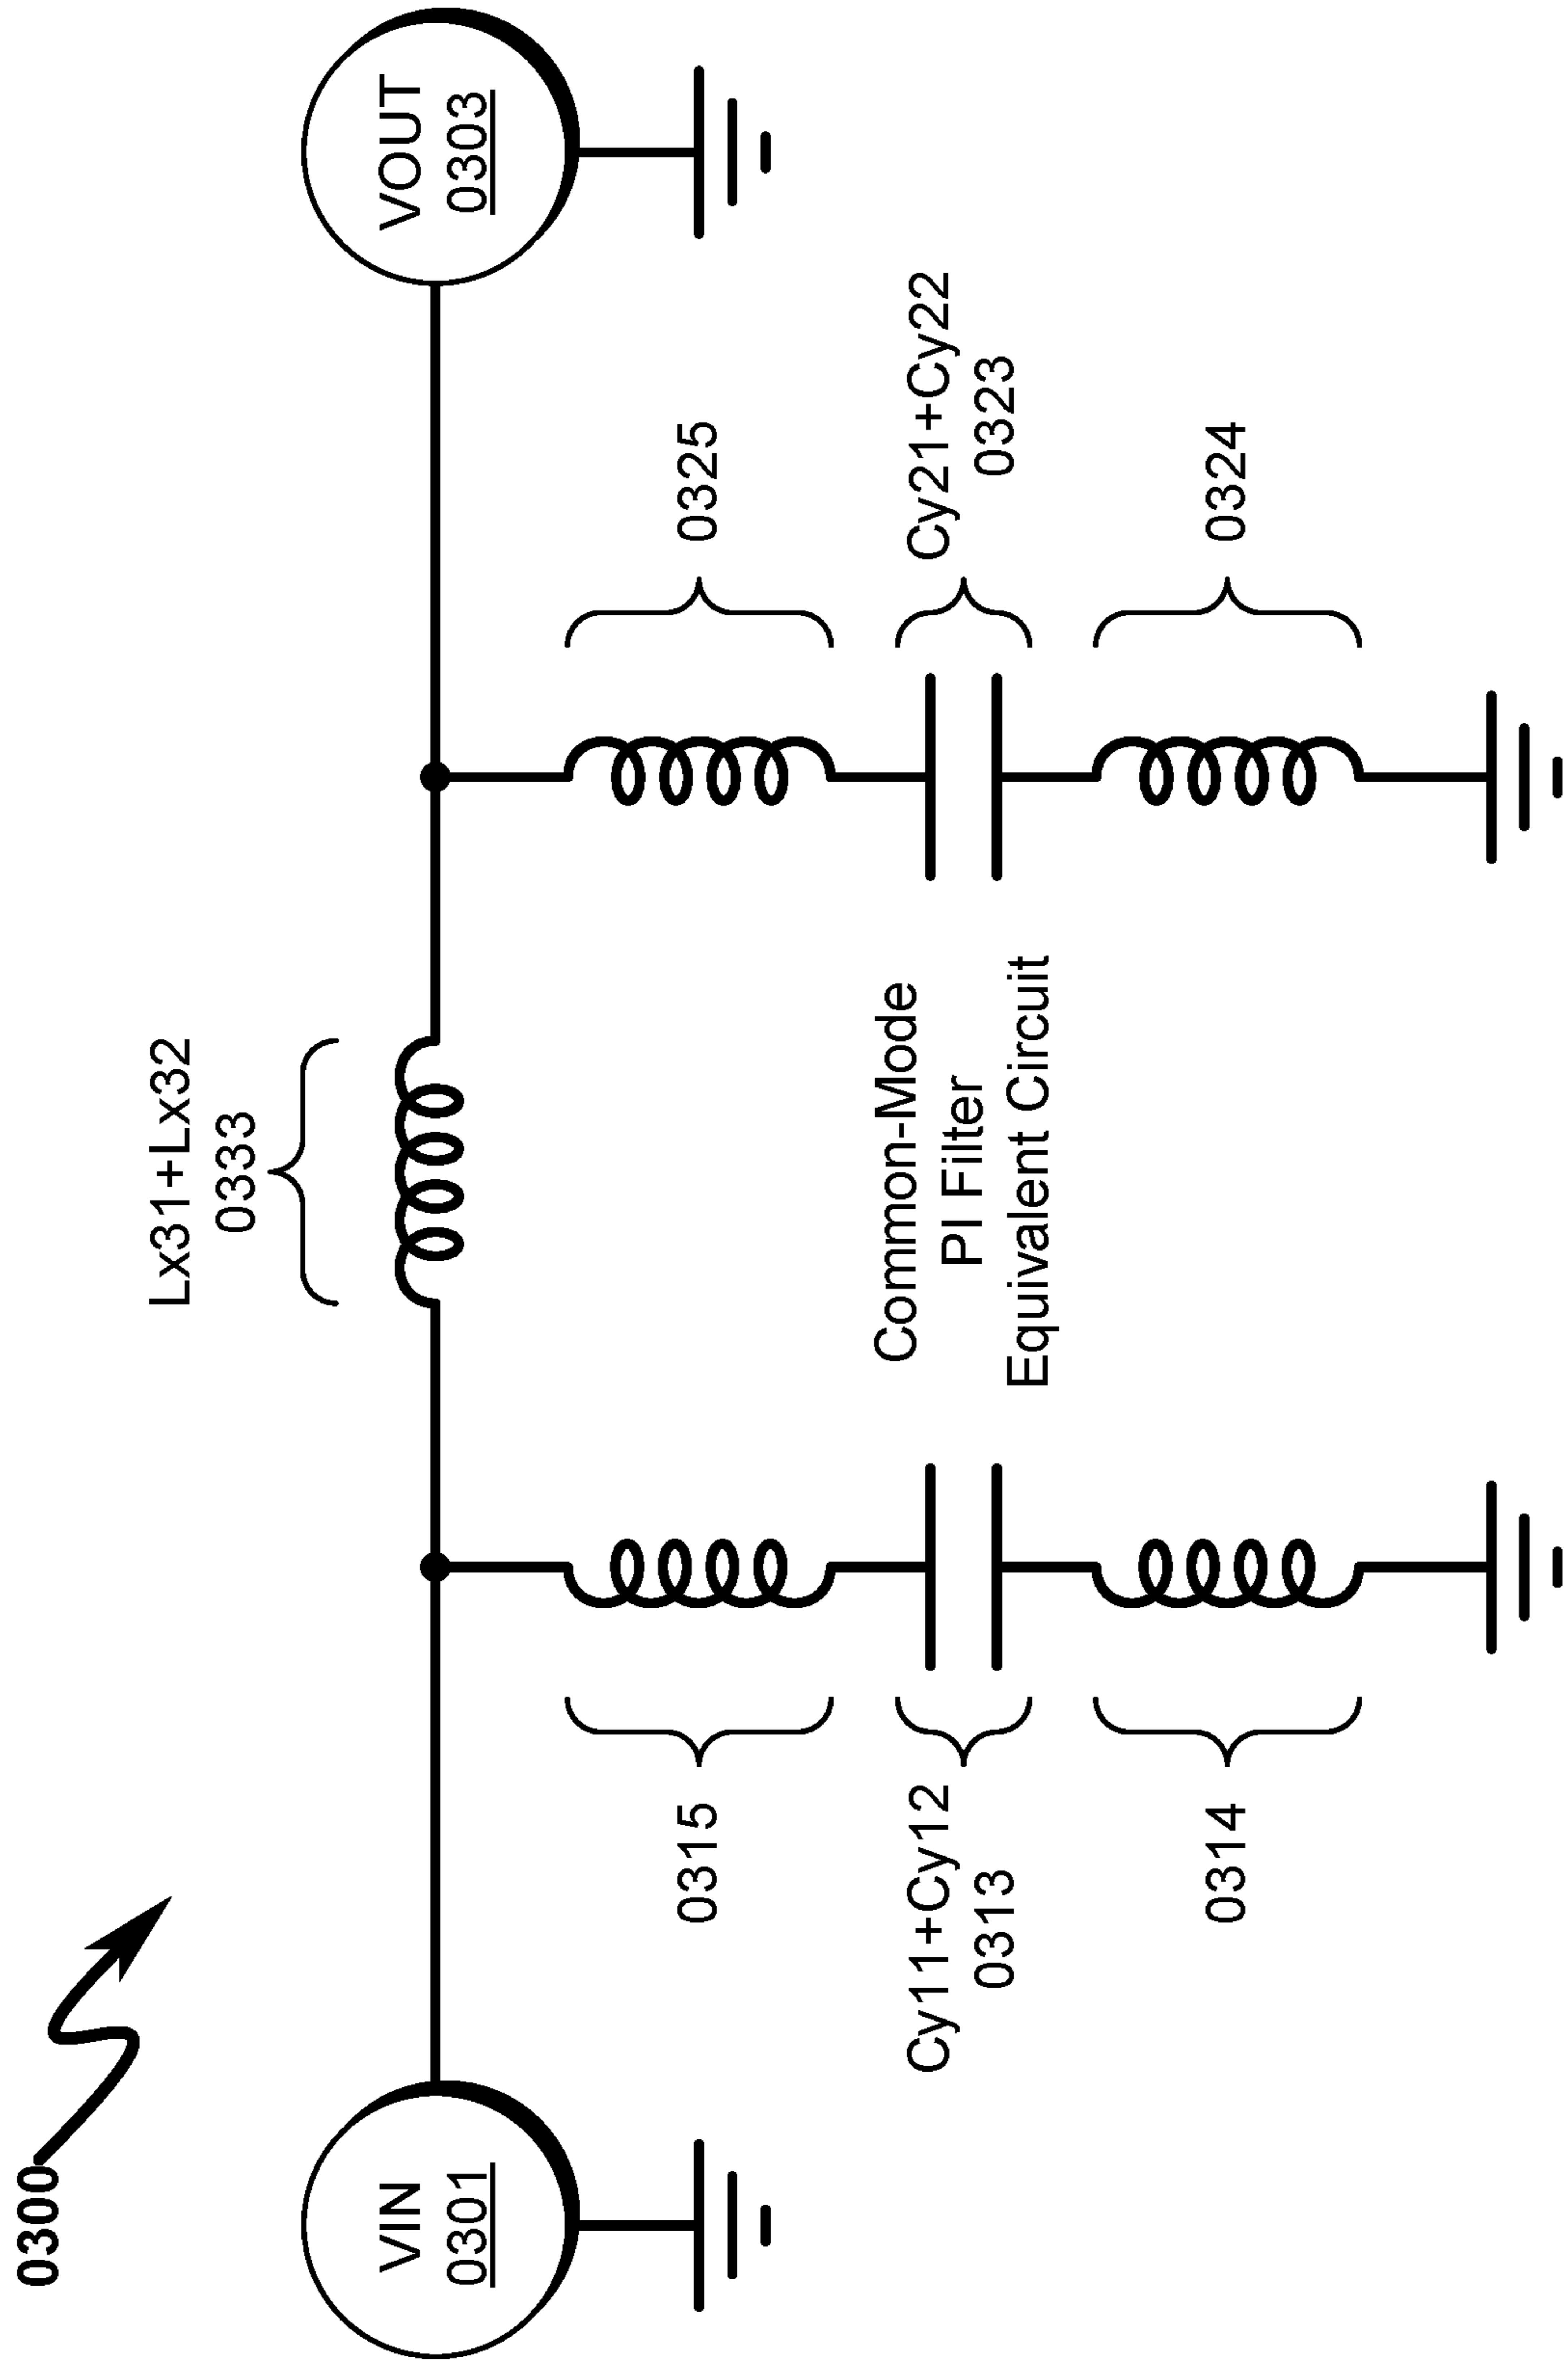 0300
Lx31+Lx32
0333
VIN
0301
VOUT
0303
0315
0325
Cy11+Cy12
0313
Common-Mode
PI Filter
Equivalent Circuit
Cy21+Cy22
0323
0314
0324